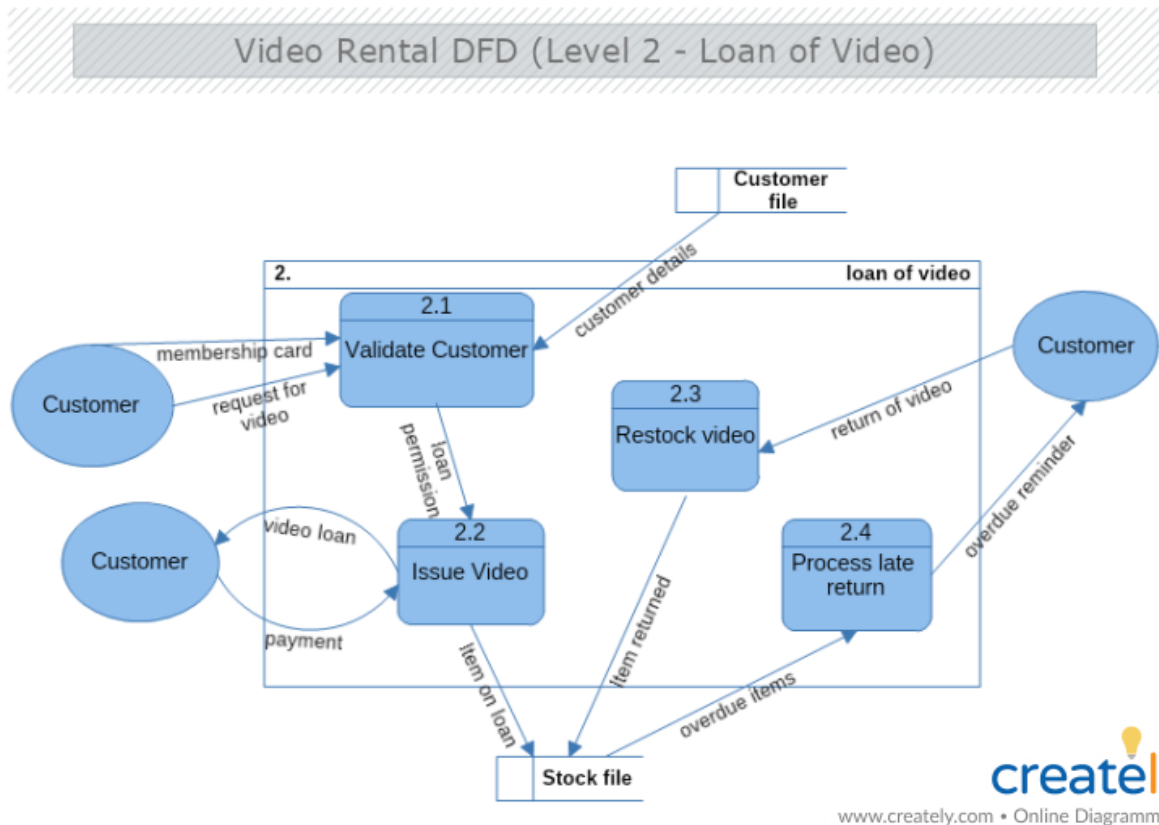 Video Rental DFD (Level 2 - Loan of Video)
Customer
file
customer details
2.
loan of video
2.1
Validate Customer
membership card
Customer
request for
video
Customer
2.3
Restock video
return of video
loan
permission
overdue reminder
video loan
2.2
Issue Video
Customer
2.4
Process late
return
payment
Item returned
Item on loan
overdue items
Stock file
createl
www.creately.com • Online Diagramm